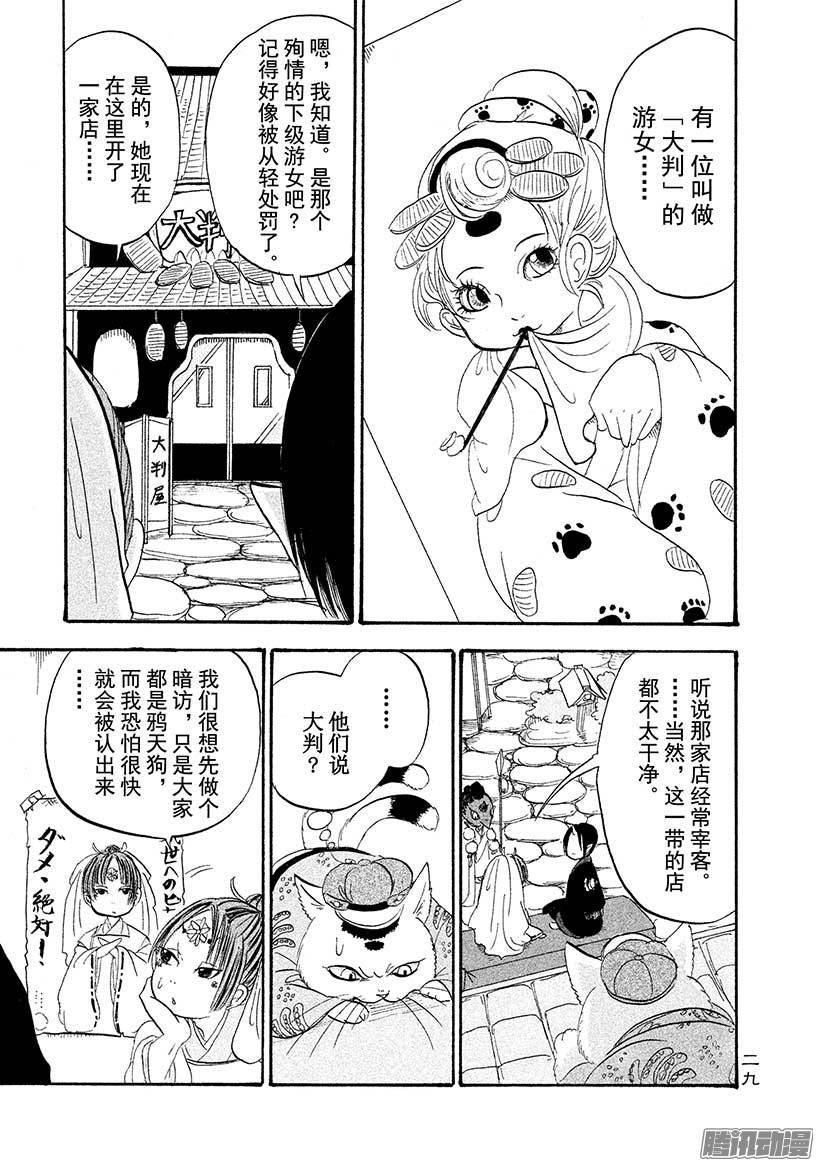 有一位叫做
「大判」的
游女……
嗯，我知道。是那个
殉情的下级游女吧？
记得好像被从轻处罚了。
是的，她现在
在这里开了
一家店……
大判
大判屋
听说那家店经常宰客。
……当然，这一带的店
都不太干净。
……
他们说
大判？
我们很想先做个
暗访，只是大家
都是鸦天狗，
而我恐怕很快
就会被认出来
……
ダメ、絶対！
二九
腾讯动漫